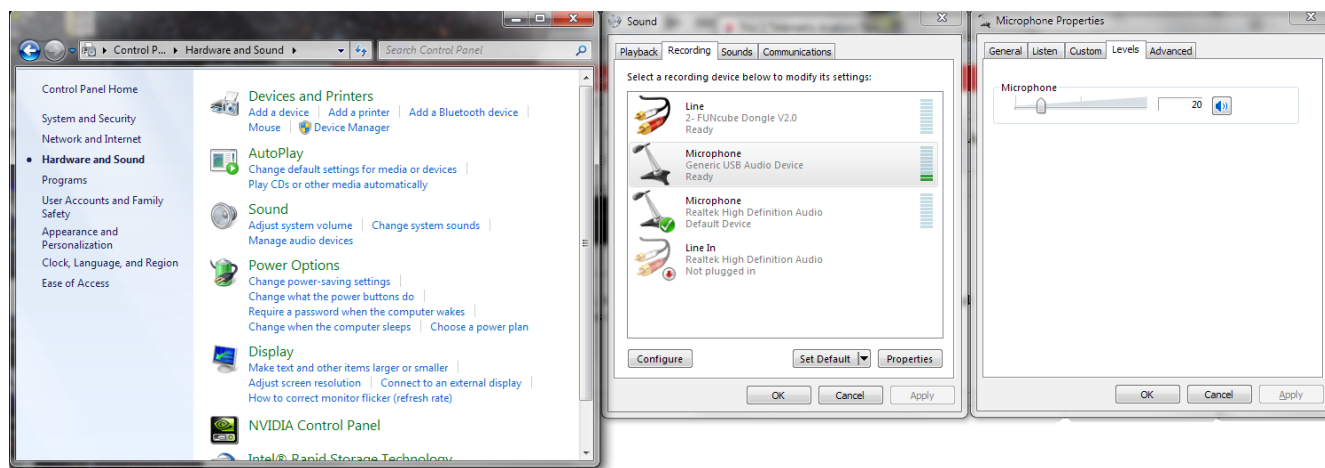 Control P... Hardware and Sound
Search Control Panel
Control Panel Home
System and Security
Network and Internet
Hardware and Sound
Programs
User Accounts and Family
Safety
Appearance and
Personalization
Clock, Language, and Region
Ease of Access
Devices and Printers
Add a device Add a printer Add a Bluetooth device
Mouse Device Manager
AutoPlay
Change default settings for media or devices
Play CDs or other media automatically
Sound
Adjust system volume Change system sounds
Manage audio devices
Power Options
Change power-saving settings
Change what the power buttons do
Require a password when the computer wakes
Change when the computer sleeps Choose a power plan
Display
Make text and other items larger or smaller
Adjust screen resolution Connect to an external display
How to correct monitor flicker (refresh rate)
NVIDIA Control Panel
Intel® Rapid Storage Technology
Sound
Playback Recording Sounds Communications
Select a recording device below to modify its settings:
Line
2- FUNcube Dongle V2.0
Ready
Microphone
Generic USB Audio Device
Ready
Microphone
Realtek High Definition Audio
Default Device
Line In
Realtek High Definition Audio
Not plugged in
Configure Set Default Properties
OK Cancel Apply
Microphone Properties
General Listen Custom Levels Advanced
Microphone
20
OK Cancel Apply